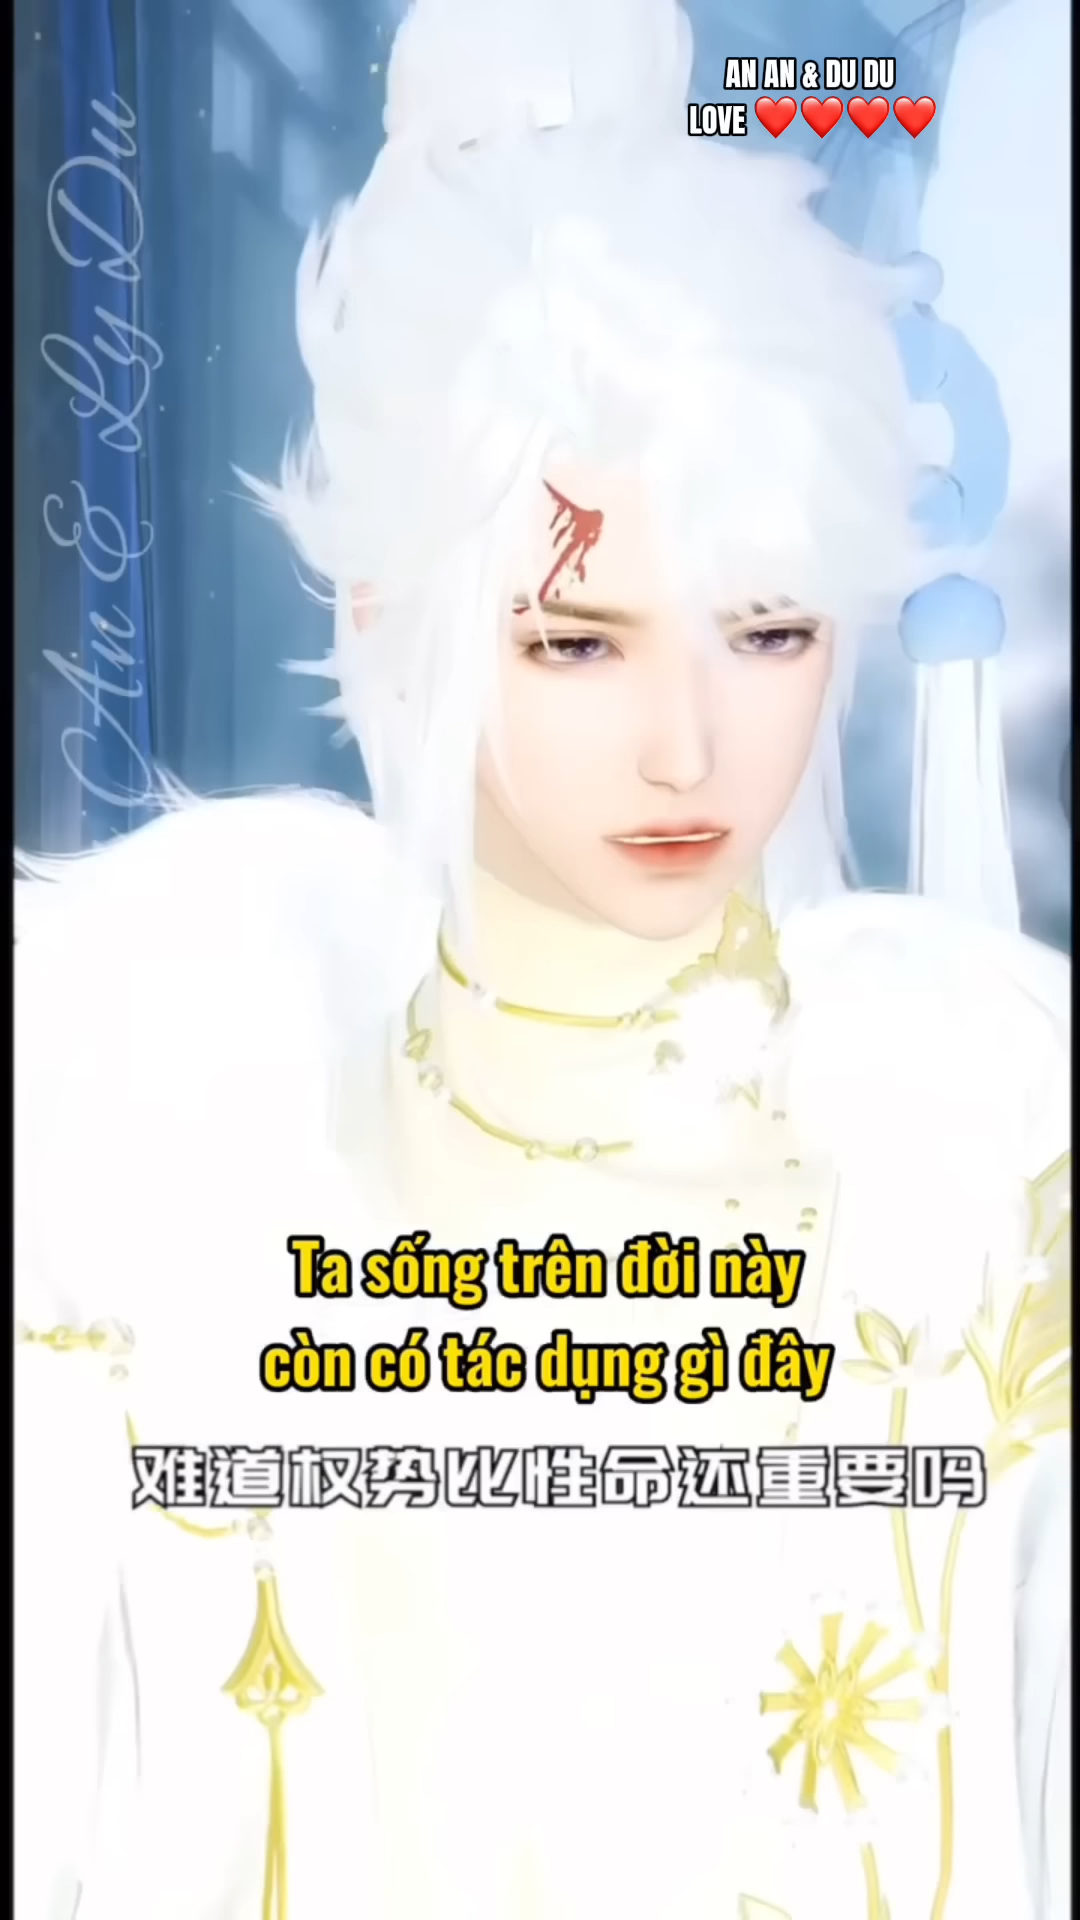 AN AN & DU DU
LOVE ❤️❤️❤️❤️
An & Ly Du
Ta sống trên đời này
còn có tác dụng gì đây
难道权势比性命还重要吗